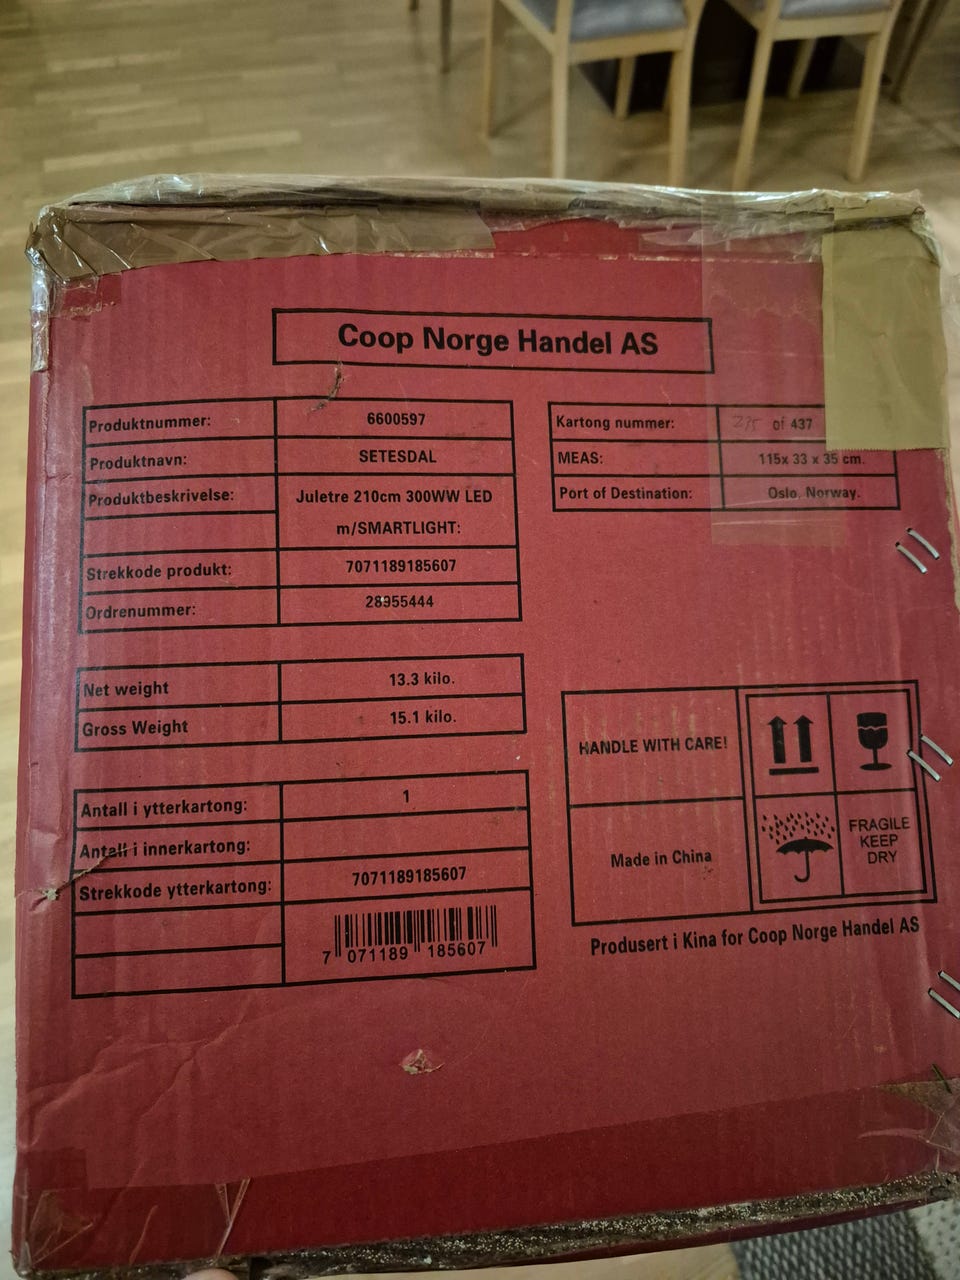 Coop Norge Handel AS
Produktnummer: 6600597
Produktnavn: SETESDAL
Produktbeskrivelse: Juletre 210cm 300WW LED
m/SMARTLIGHT:
Strekkode produkt: 7071189185607
Ordrenummer: 28955444
Kartong nummer: of 437
MEAS: 115x 33 x 35 cm.
Port of Destination: Oslo. Norway.
Net weight 13.3 kilo.
Gross Weight 15.1 kilo.
Antall i ytterkartong: 1
Antall i innerkartong:
Strekkode ytterkartong: 7071189185607
7 071189 185607
HANDLE WITH CARE!
Made in China
FRAGILE
KEEP
DRY
Produsert i Kina for Coop Norge Handel AS